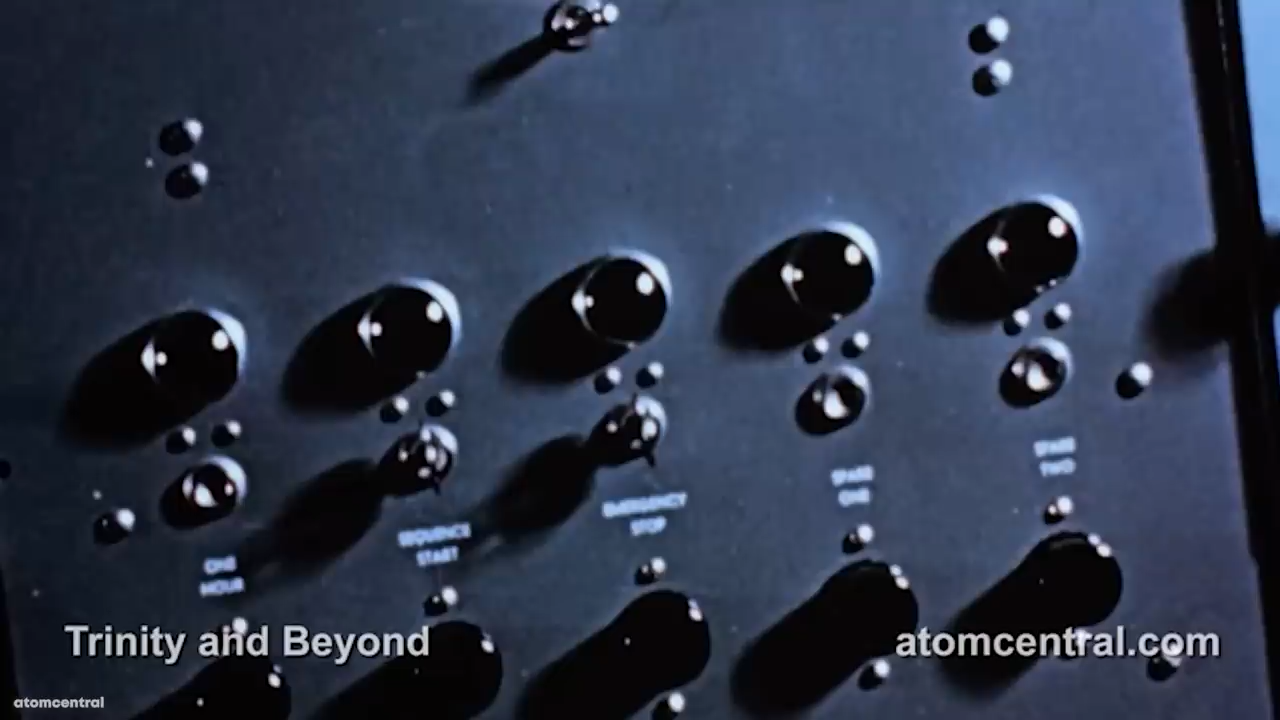 SPARE
TWO
SPARE
ONE
EMERGENCY
STOP
SEQUENCE
START
ONE
HOUR
Trinity and Beyond
atomcentral.com
atomcentral